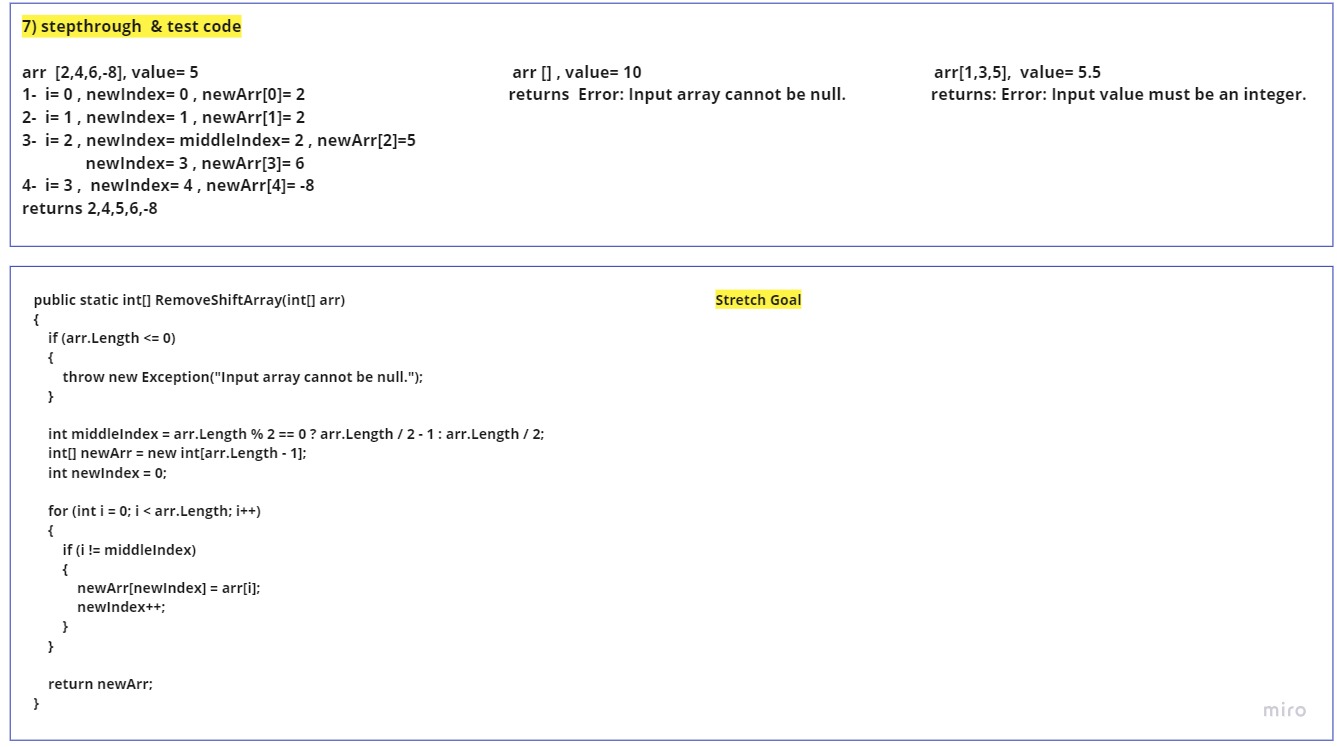 7) stepthrough & test code
arr [2,4,6,-8], value= 5
1- i= 0 , newIndex= 0 , newArr[0]= 2
2- i= 1 , newIndex= 1 , newArr[1]= 2
3- i= 2 , newIndex= middleIndex= 2 , newArr[2]=5
newIndex= 3 , newArr[3]= 6
4- i= 3 , newIndex= 4 , newArr[4]= -8
returns 2,4,5,6,-8
arr [] , value= 10
returns Error: Input array cannot be null.
arr[1,3,5], value= 5.5
returns: Error: Input value must be an integer.
Stretch Goal
public static int[] RemoveShiftArray(int[] arr)
{
if (arr.Length <= 0)
{
throw new Exception("Input array cannot be null.");
}
int middleIndex = arr.Length % 2 == 0 ? arr.Length / 2 - 1 : arr.Length / 2;
int[] newArr = new int[arr.Length - 1];
int newIndex = 0;
for (int i = 0; i < arr.Length; i++)
{
if (i != middleIndex)
{
newArr[newIndex] = arr[i];
newIndex++;
}
}
return newArr;
}
miro